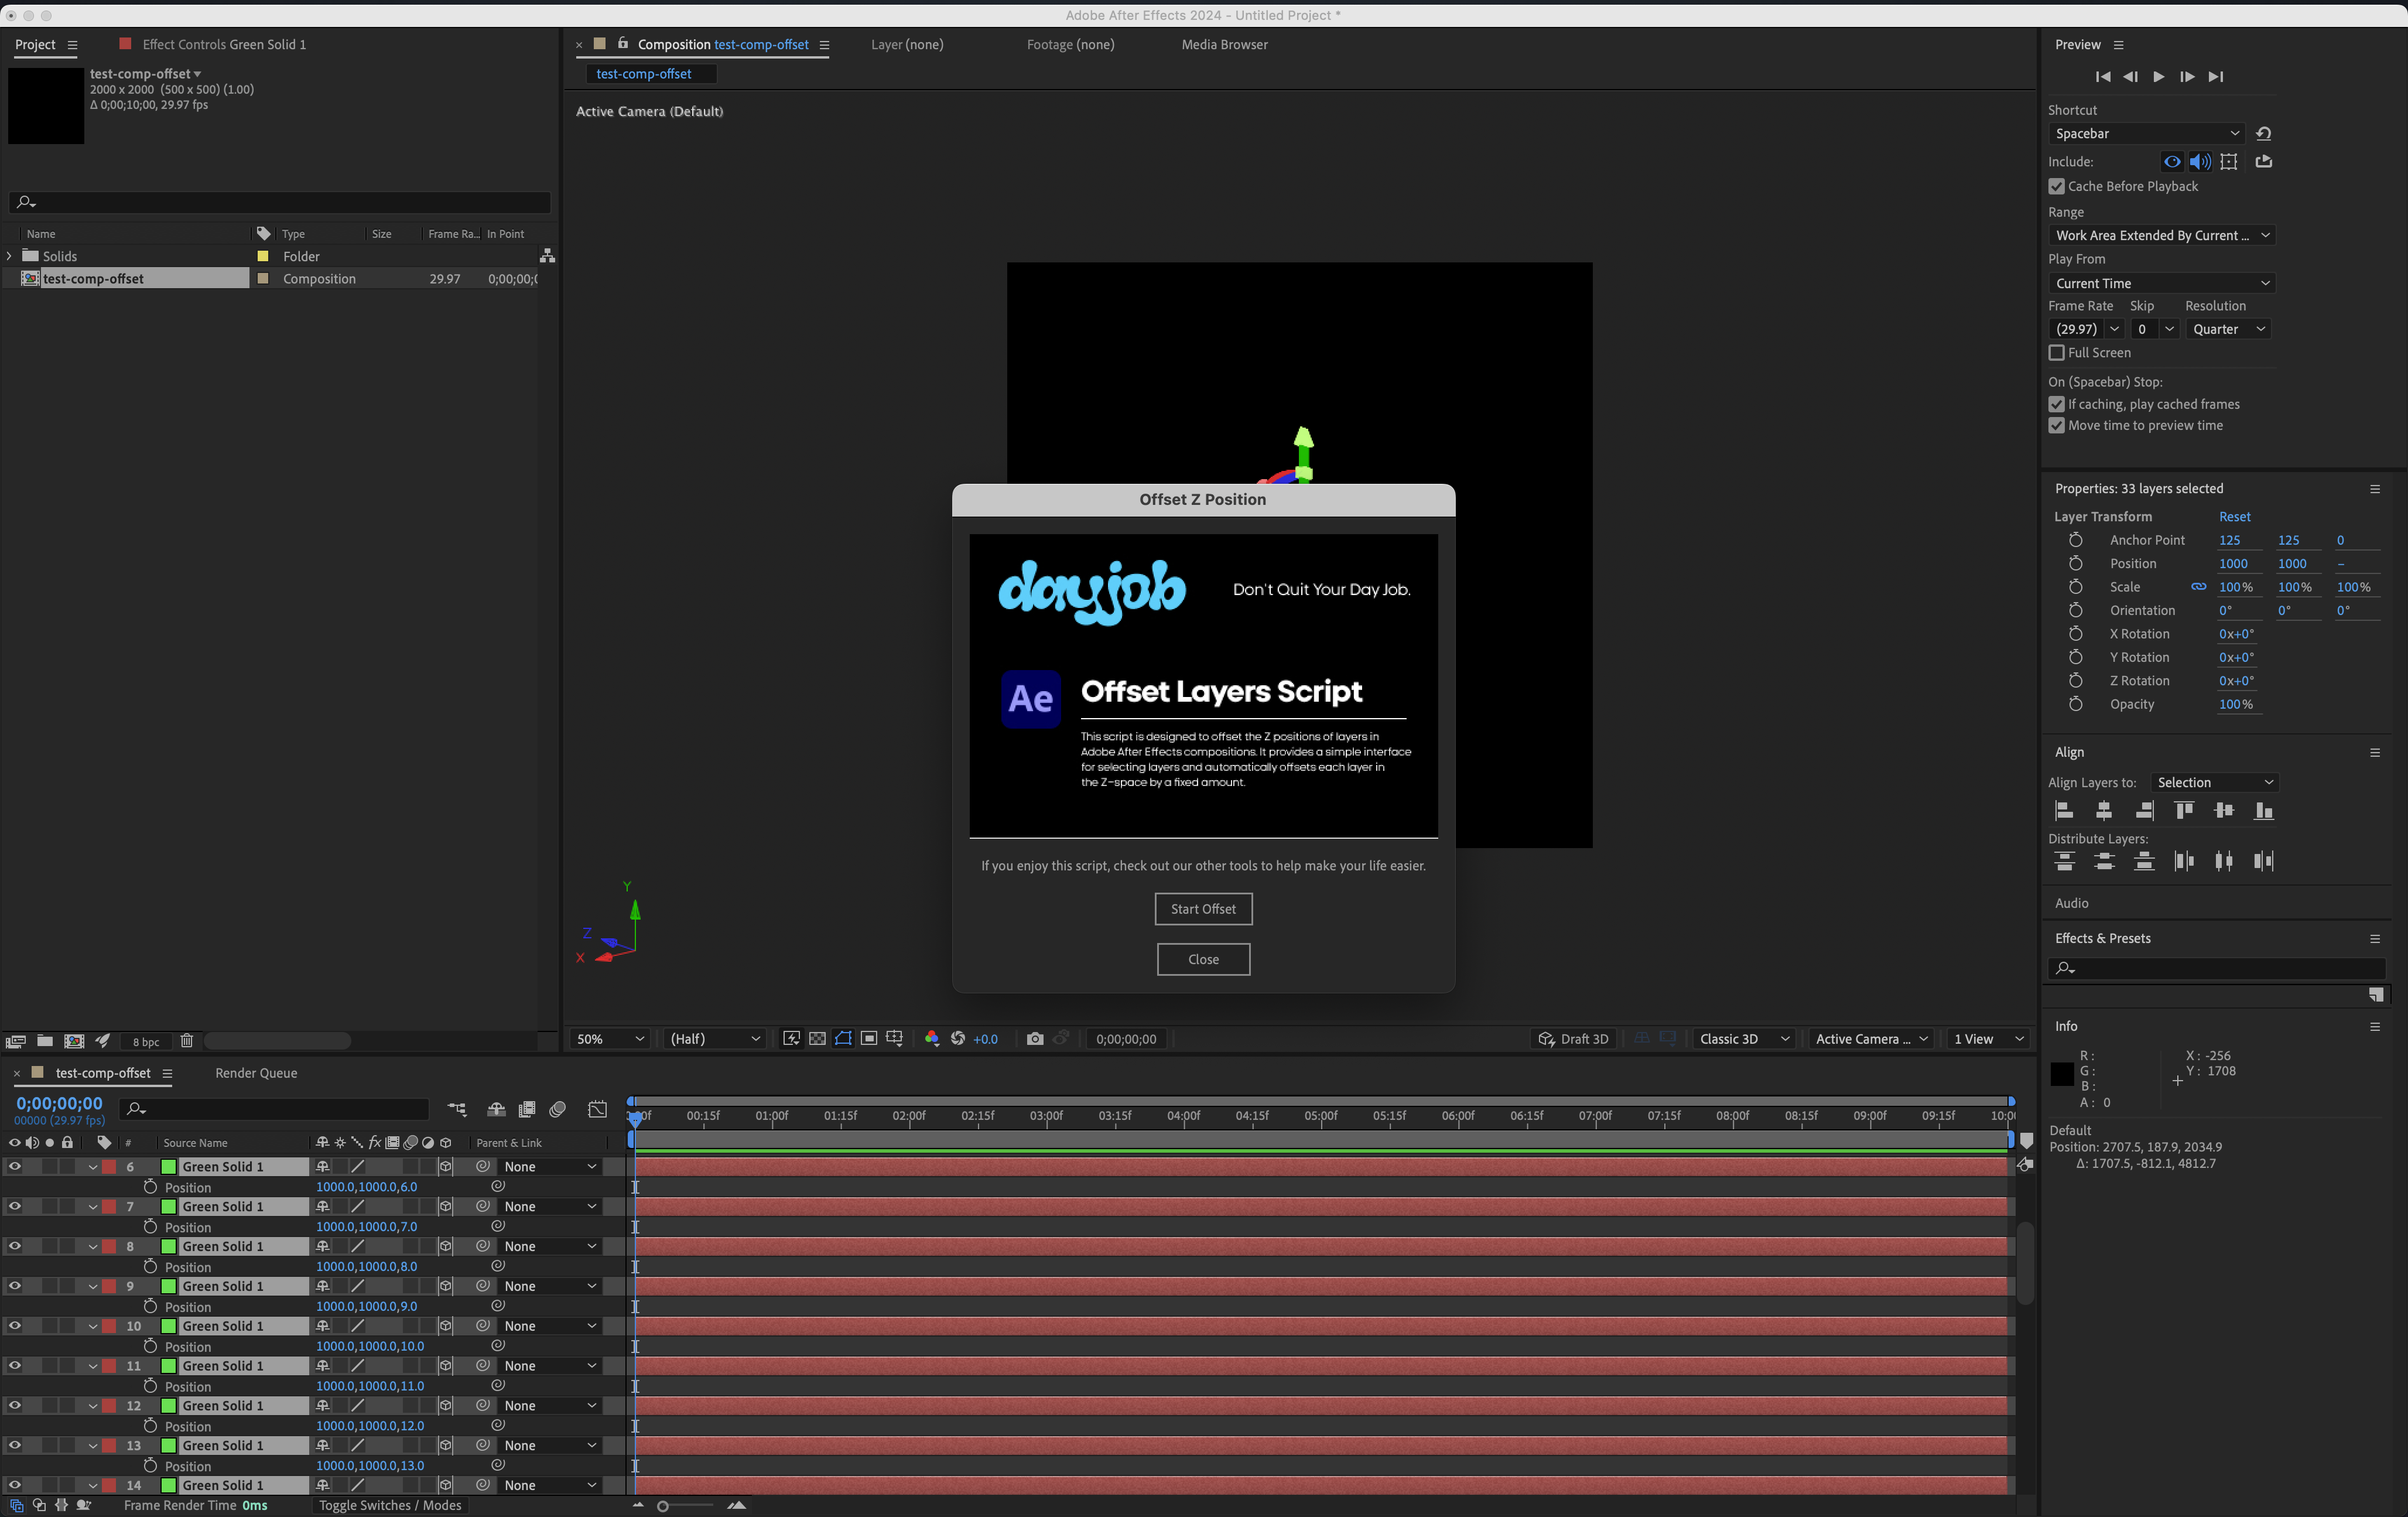 Adobe After Effects 2024 - Untitled Project *
Project
Effect Controls Green Solid 1
test-comp-offset
2000 x 2000 (500 x 500) (1.00)
Δ 0;00;10;00, 29.97 fps
Name Type Size Frame Ra... In Point
Solids Folder
test-comp-offset Composition 29.97 0;00;00;0
8 bpc
Composition test-comp-offset
Layer (none)
Footage (none)
Media Browser
test-comp-offset
Active Camera (Default)
Y
Z
X
Offset Z Position
dayjob
Don't Quit Your Day Job.
Ae
Offset Layers Script
This script is designed to offset the Z positions of layers in
Adobe After Effects compositions. It provides a simple interface
for selecting layers and automatically offsets each layer in
the Z-space by a fixed amount.
If you enjoy this script, check out our other tools to help make your life easier.
Start Offset
Close
50% (Half) +0.0 0;00;00;00 Draft 3D Classic 3D Active Camera ... 1 View
Preview
Shortcut
Spacebar
Include:
Cache Before Playback
Range
Work Area Extended By Current ...
Play From
Current Time
Frame Rate Skip Resolution
(29.97) 0 Quarter
Full Screen
On (Spacebar) Stop:
If caching, play cached frames
Move time to preview time
Properties: 33 layers selected
Layer Transform Reset
Anchor Point 125 125 0
Position 1000 1000 –
Scale 100% 100% 100%
Orientation 0° 0° 0°
X Rotation 0x+0°
Y Rotation 0x+0°
Z Rotation 0x+0°
Opacity 100%
Align
Align Layers to: Selection
Distribute Layers:
Audio
Effects & Presets
Info
R : X : -256
G : Y : 1708
B :
A : 0
Default
Position: 2707.5, 187.9, 2034.9
Δ: 1707.5, -812.1, 4812.7
test-comp-offset
Render Queue
0;00;00;00
00000 (29.97 fps)
00:15f 01:00f 01:15f 02:00f 02:15f 03:00f 03:15f 04:00f 04:15f 05:00f 05:15f 06:00f 06:15f 07:00f 07:15f 08:00f 08:15f 09:00f 09:15f 10:0
# Source Name fx Parent & Link
6 Green Solid 1 None
Position 1000.0,1000.0,6.0
7 Green Solid 1 None
Position 1000.0,1000.0,7.0
8 Green Solid 1 None
Position 1000.0,1000.0,8.0
9 Green Solid 1 None
Position 1000.0,1000.0,9.0
10 Green Solid 1 None
Position 1000.0,1000.0,10.0
11 Green Solid 1 None
Position 1000.0,1000.0,11.0
12 Green Solid 1 None
Position 1000.0,1000.0,12.0
13 Green Solid 1 None
Position 1000.0,1000.0,13.0
14 Green Solid 1 None
Frame Render Time 0ms
Toggle Switches / Modes